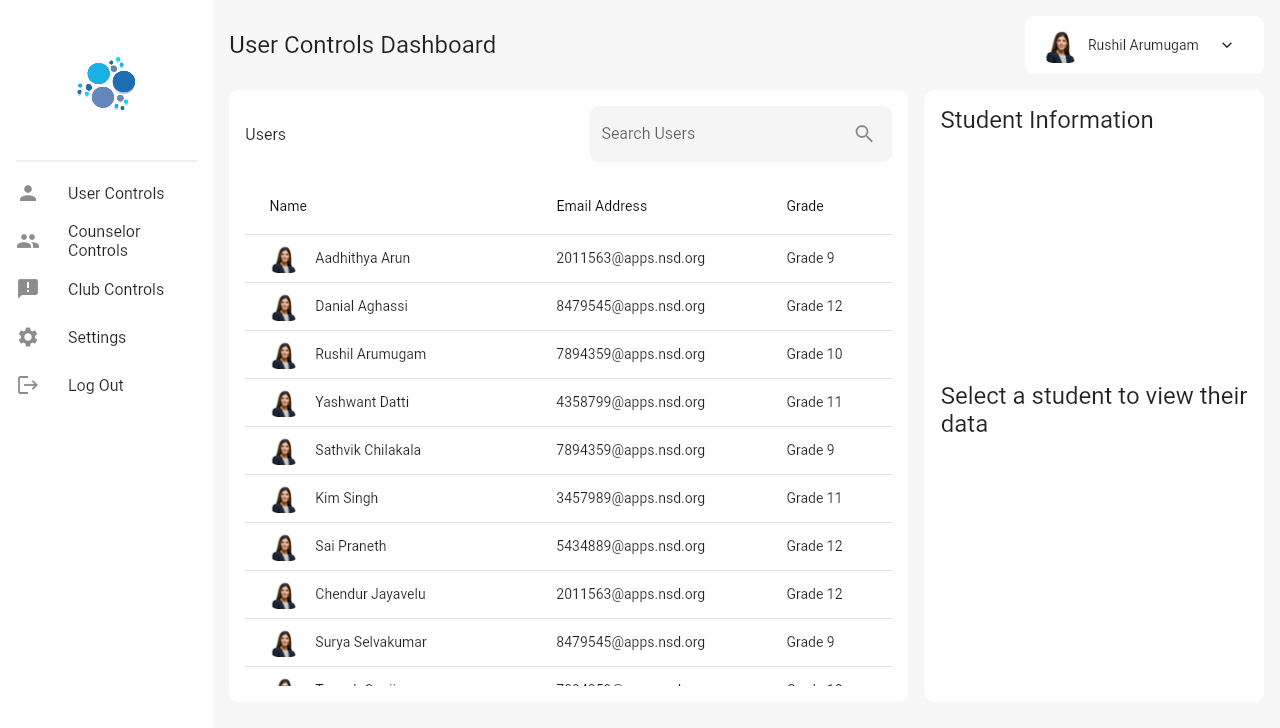 User Controls Dashboard
Rushil Arumugam
User Controls
Counselor
Controls
Club Controls
Settings
Log Out
Users
Search Users
Name Email Address Grade
Aadhithya Arun 2011563@apps.nsd.org Grade 9
Danial Aghassi 8479545@apps.nsd.org Grade 12
Rushil Arumugam 7894359@apps.nsd.org Grade 10
Yashwant Datti 4358799@apps.nsd.org Grade 11
Sathvik Chilakala 7894359@apps.nsd.org Grade 9
Kim Singh 3457989@apps.nsd.org Grade 11
Sai Praneth 5434889@apps.nsd.org Grade 12
Chendur Jayavelu 2011563@apps.nsd.org Grade 12
Surya Selvakumar 8479545@apps.nsd.org Grade 9
Student Information
Select a student to view their
data